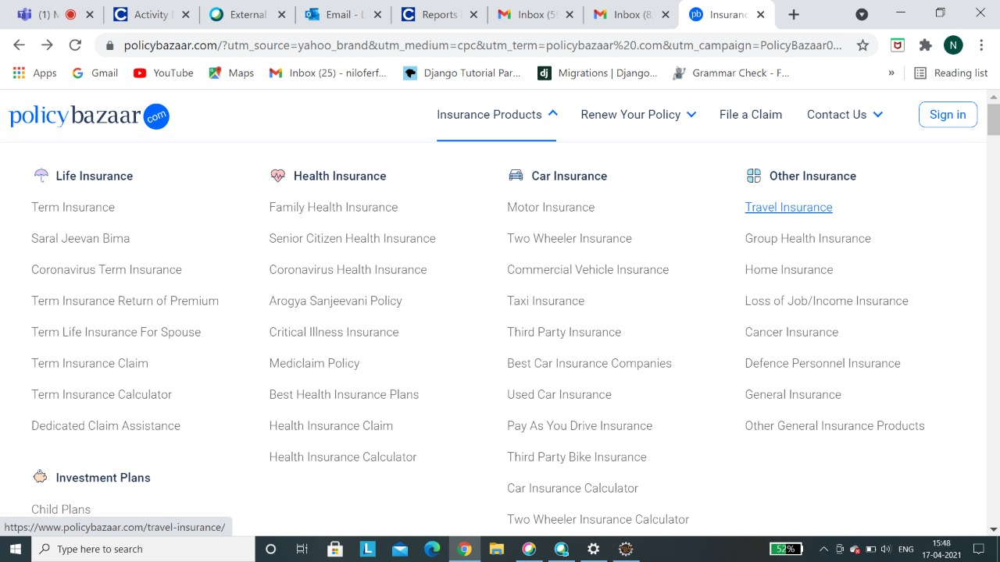 (1) M
Activity
External
Email - L
Reports
Inbox (5
Inbox (8
pb
Insuranc
policybazaar.com/?utm_source=yahoo_brand&utm_medium=cpc&utm_term=policybazaar%20.com&utm_campaign=PolicyBazaar0...
N
Apps
Gmail
YouTube
Maps
Inbox (25) - niloferf...
Django Tutorial Par...
dj
Migrations | Django...
Grammar Check - F...
»
Reading list
policybazaar.com
Insurance Products
Renew Your Policy
File a Claim
Contact Us
Sign in
Life Insurance
Term Insurance
Saral Jeevan Bima
Coronavirus Term Insurance
Term Insurance Return of Premium
Term Life Insurance For Spouse
Term Insurance Claim
Term Insurance Calculator
Dedicated Claim Assistance
Investment Plans
Child Plans
Health Insurance
Family Health Insurance
Senior Citizen Health Insurance
Coronavirus Health Insurance
Arogya Sanjeevani Policy
Critical Illness Insurance
Mediclaim Policy
Best Health Insurance Plans
Health Insurance Claim
Health Insurance Calculator
Car Insurance
Motor Insurance
Two Wheeler Insurance
Commercial Vehicle Insurance
Taxi Insurance
Third Party Insurance
Best Car Insurance Companies
Used Car Insurance
Pay As You Drive Insurance
Third Party Bike Insurance
Car Insurance Calculator
Two Wheeler Insurance Calculator
Other Insurance
Travel Insurance
Group Health Insurance
Home Insurance
Loss of Job/Income Insurance
Cancer Insurance
Defence Personnel Insurance
General Insurance
Other General Insurance Products
https://www.policybazaar.com/travel-insurance/
Type here to search
L
52%
ENG
15:48
17-04-2021